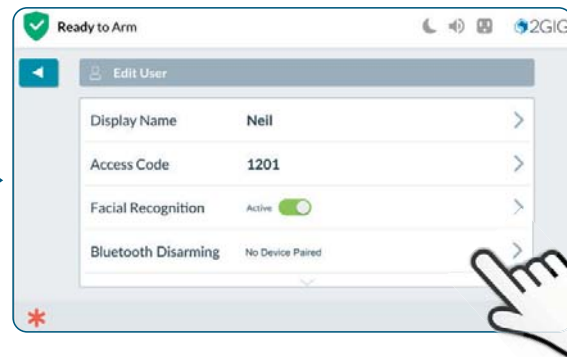 Ready to Arm 2GIG
Edit User
Display Name Neil
Access Code 1201
Facial Recognition Active
Bluetooth Disarming No Device Paired